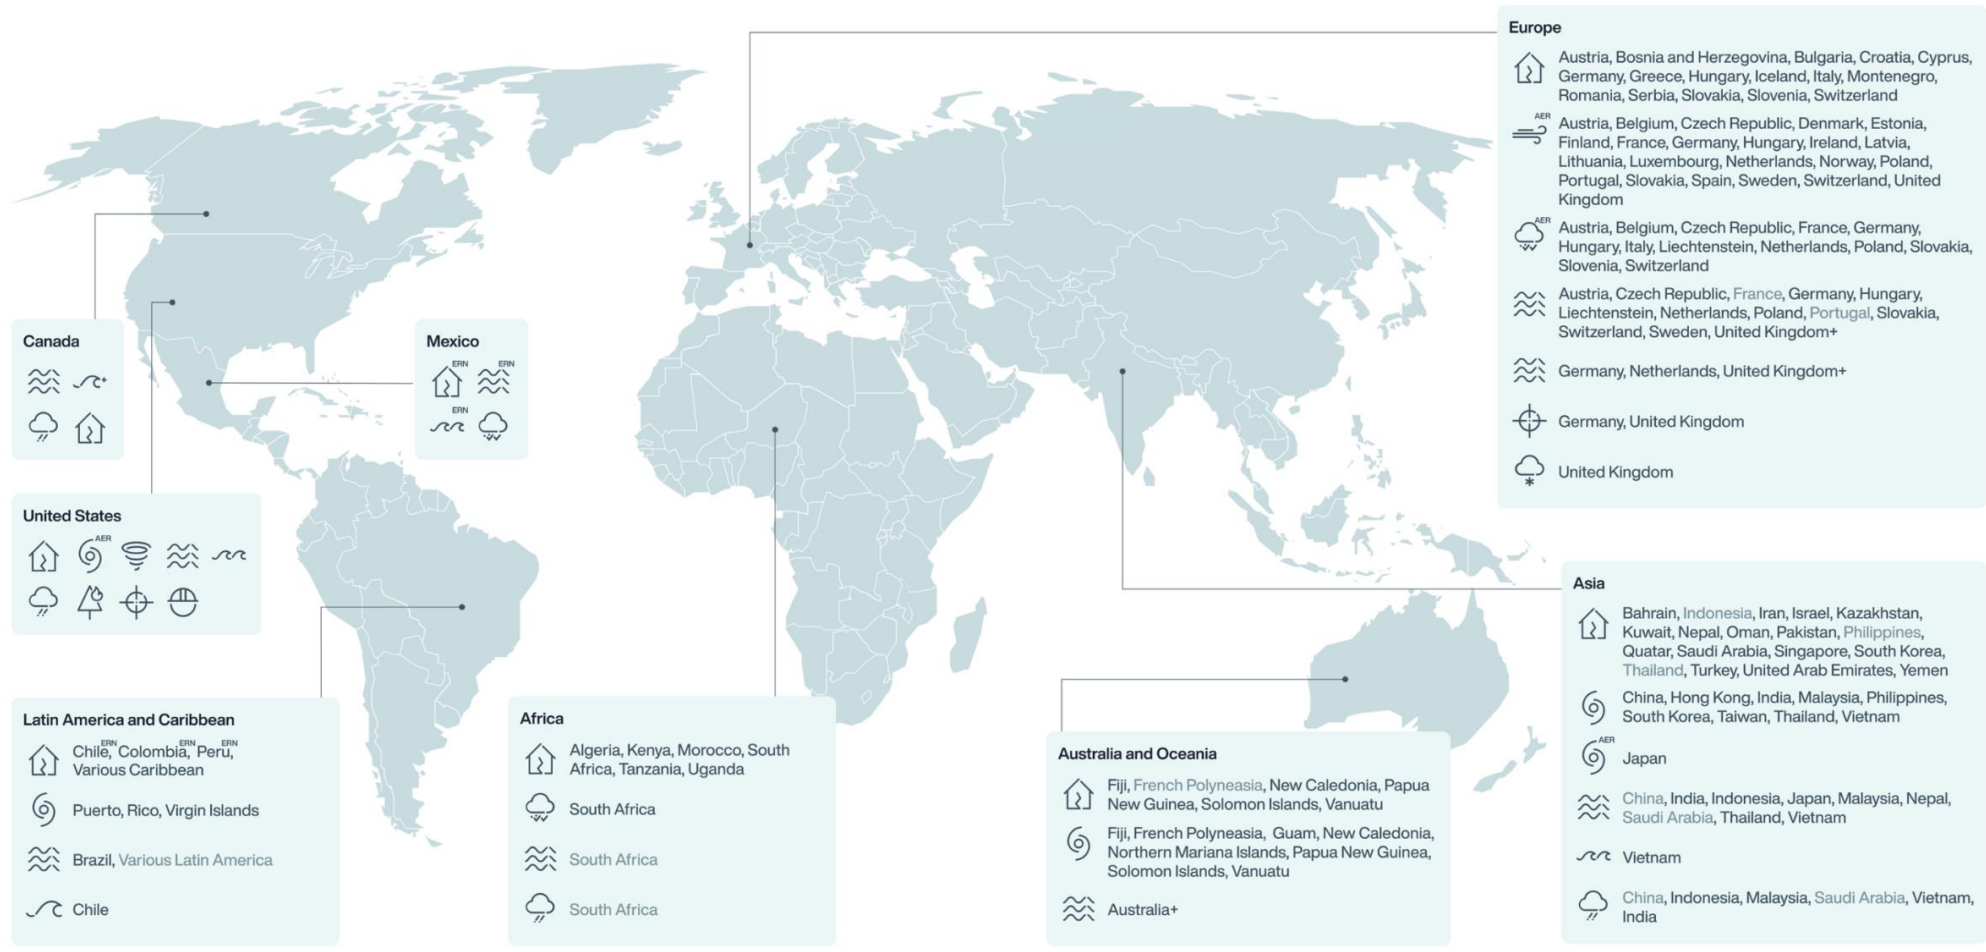 Europe
Austria, Bosnia and Herzegovina, Bulgaria, Croatia, Cyprus,
Germany, Greece, Hungary, Iceland, Italy, Montenegro,
Romania, Serbia, Slovakia, Slovenia, Switzerland
AER
Austria, Belgium, Czech Republic, Denmark, Estonia,
Finland, France, Germany, Hungary, Ireland, Latvia,
Lithuania, Luxembourg, Netherlands, Norway, Poland,
Portugal, Slovakia, Spain, Sweden, Switzerland, United
Kingdom
AER
Austria, Belgium, Czech Republic, France, Germany,
Hungary, Italy, Liechtenstein, Netherlands, Poland, Slovakia,
Slovenia, Switzerland
Austria, Czech Republic, France, Germany, Hungary,
Liechtenstein, Netherlands, Poland, Portugal, Slovakia,
Switzerland, Sweden, United Kingdom+
Germany, Netherlands, United Kingdom+
Germany, United Kingdom
United Kingdom
Canada
+
Mexico
ERN
ERN
ERN
United States
AER
Latin America and Caribbean
ERN ERN ERN
Chile, Colombia, Peru,
Various Caribbean
Puerto, Rico, Virgin Islands
Brazil, Various Latin America
Chile
Africa
Algeria, Kenya, Morocco, South
Africa, Tanzania, Uganda
South Africa
South Africa
South Africa
Australia and Oceania
Fiji, French Polyneasia, New Caledonia, Papua
New Guinea, Solomon Islands, Vanuatu
Fiji, French Polyneasia, Guam, New Caledonia,
Northern Mariana Islands, Papua New Guinea,
Solomon Islands, Vanuatu
Australia+
Asia
Bahrain, Indonesia, Iran, Israel, Kazakhstan,
Kuwait, Nepal, Oman, Pakistan, Philippines,
Quatar, Saudi Arabia, Singapore, South Korea,
Thailand, Turkey, United Arab Emirates, Yemen
China, Hong Kong, India, Malaysia, Philippines,
South Korea, Taiwan, Thailand, Vietnam
AER
Japan
China, India, Indonesia, Japan, Malaysia, Nepal,
Saudi Arabia, Thailand, Vietnam
Vietnam
China, Indonesia, Malaysia, Saudi Arabia, Vietnam,
India